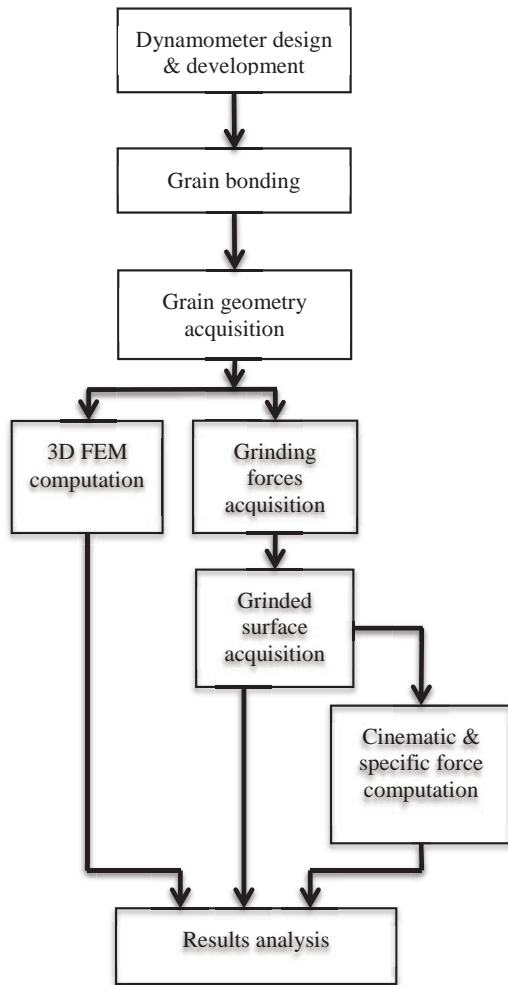 Dynamometer design
& development
Grain bonding
Grain geometry
acquisition
3D FEM
computation
Grinding
forces
acquisition
Grinded
surface
acquisition
Cinematic &
specific force
computation
Results analysis